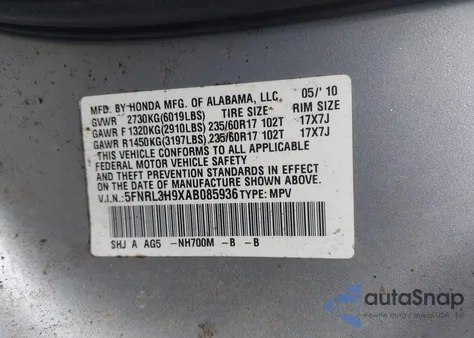 MFD. BY HONDA MFG. OF ALABAMA, LLC. 05/'10
GVWR 2730KG(6019LBS) TIRE SIZE RIM SIZE
GAWR F 1320KG(2910LBS) 235/60R17 102T 17X7J
GAWR R1450KG(3197LBS) 235/60R17 102T 17X7J
THIS VEHICLE CONFORMS TO ALL APPLICABLE
FEDERAL MOTOR VEHICLE SAFETY
AND THEFT PREVENTION STANDARDS IN EFFECT ON
THE DATE OF MANUFACTURE SHOWN ABOVE.
V.I.N.: 5FNRL3H9XAB085936 TYPE: MPV
SHJ A AG5 -NH700M -B -B
autoSnap